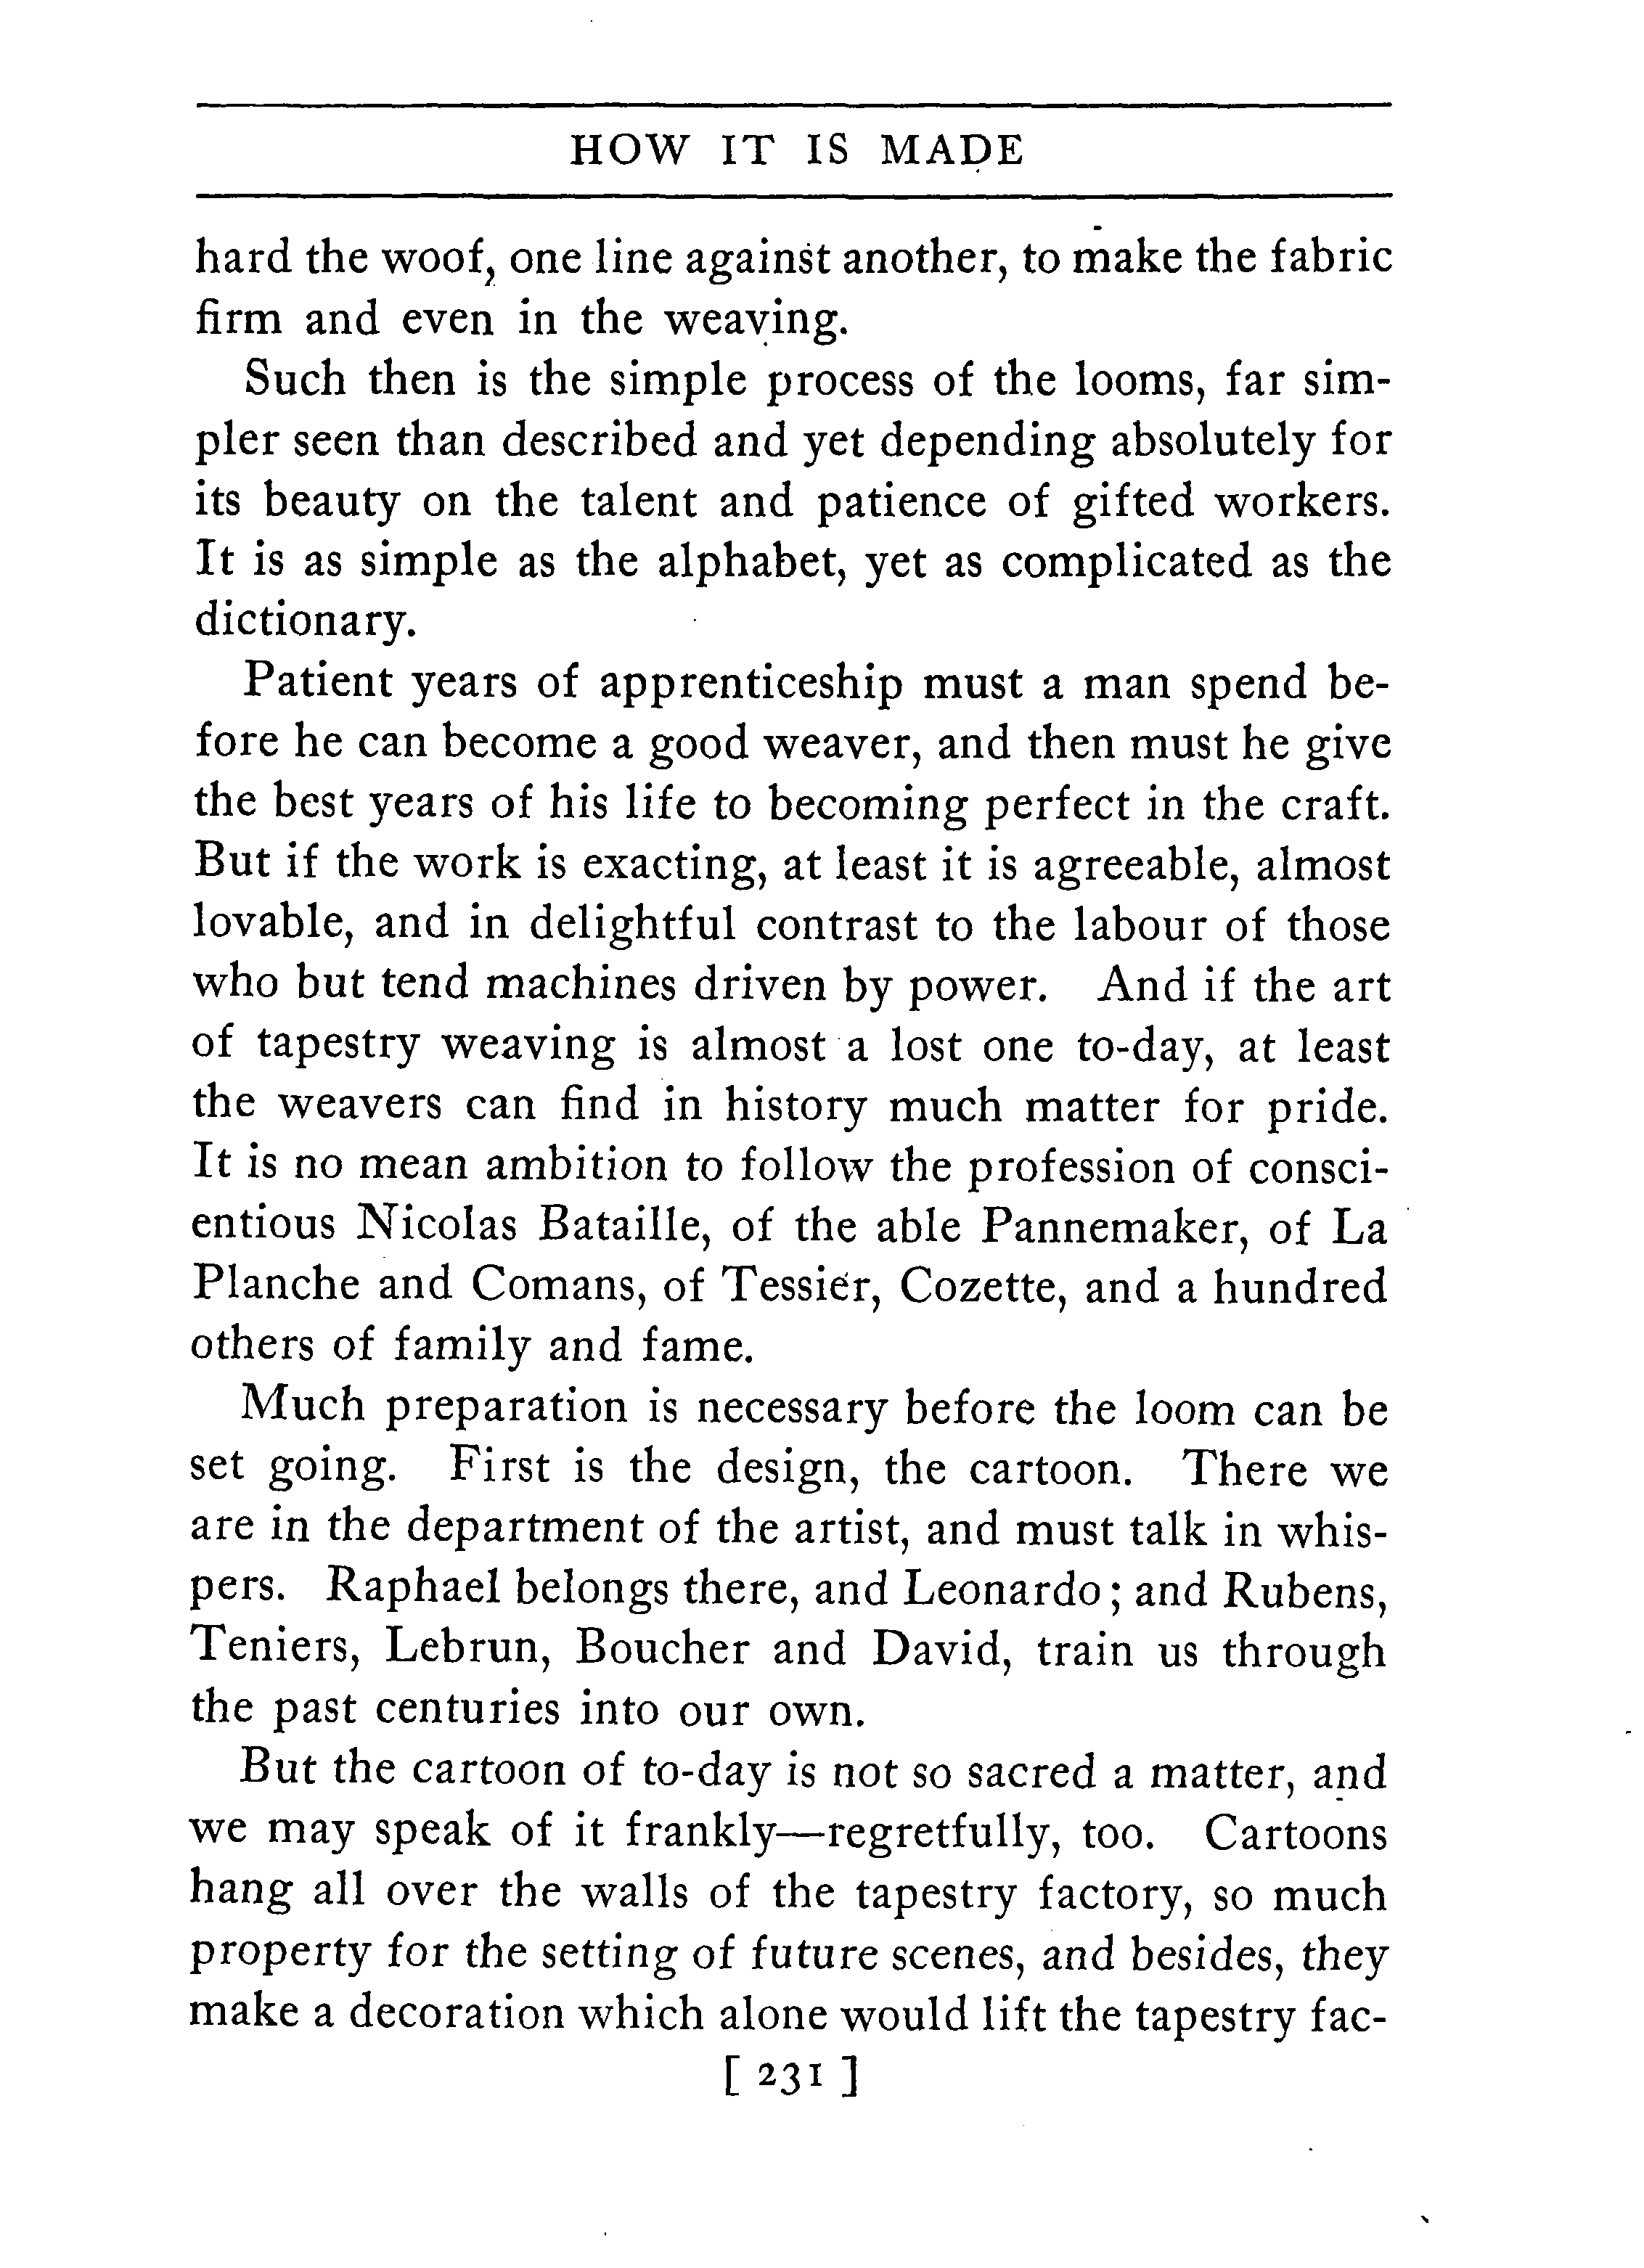 HOW IT IS MADE
hard the woof, one line against another, to make the fabric
firm and even in the weaving.
Such then is the simple process of the looms, far sim-
pler seen than described and yet depending absolutely for
its beauty on the talent and patience of gifted workers.
It is as simple as the alphabet, yet as complicated as the
dictionary.
Patient years of apprenticeship must a man spend be-
fore he can become a good weaver, and then must he give
the best years of his life to becoming perfect in the craft.
But if the work is exacting, at least it is agreeable, almost
lovable, and in delightful contrast to the labour of those
who but tend machines driven by power. And if the art
of tapestry weaving is almost a lost one to-day, at least
the weavers can find in history much matter for pride.
It is no mean ambition to follow the profession of consci-
entious Nicolas Bataille, of the able Pannemaker, of La
Planche and Comans, of Tessier, Cozette, and a hundred
others of family and fame.
Much preparation is necessary before the loom can be
set going. First is the design, the cartoon. There we
are in the department of the artist, and must talk in whis-
pers. Raphael belongs there, and Leonardo; and Rubens,
Teniers, Lebrun, Boucher and David, train us through
the past centuries into our own.
But the cartoon of to-day is not so sacred a matter, and
we may speak of it frankly—regretfully, too. Cartoons
hang all over the walls of the tapestry factory, so much
property for the setting of future scenes, and besides, they
make a decoration which alone would lift the tapestry fac-
[ 231 ]